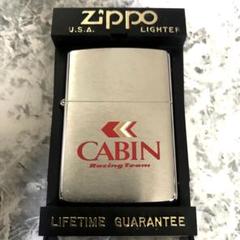 zippo
U.S.A. LIGHTER
CABIN
Racing Team
LIFETIME GUARANTEE